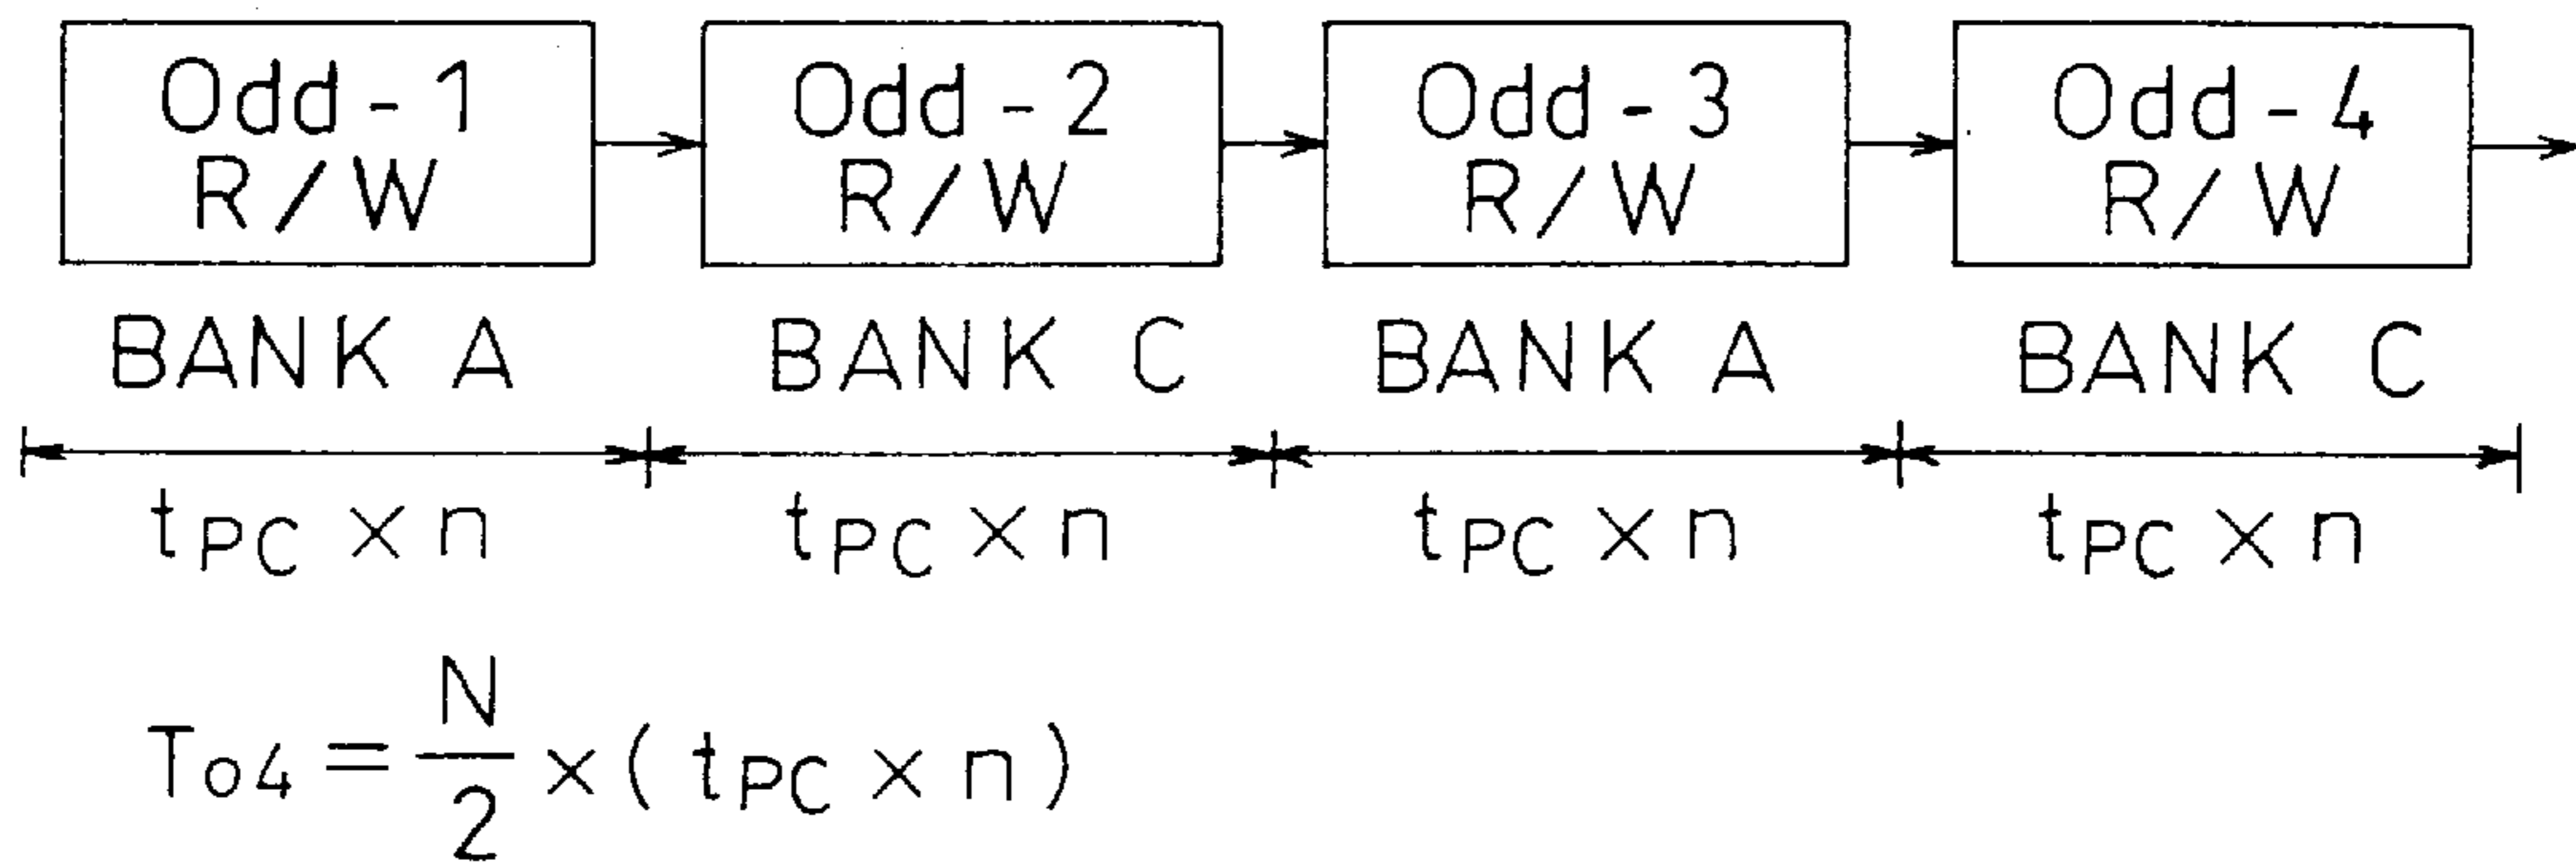 Odd - 1 Odd - 2 Odd - 3 Odd - 4
R/W R/W R/W R/W
BANK A BANK C BANK A BANK C
tPC × n tPC × n tPC × n tPC × n
To4 = N/2 × ( tPC × n )